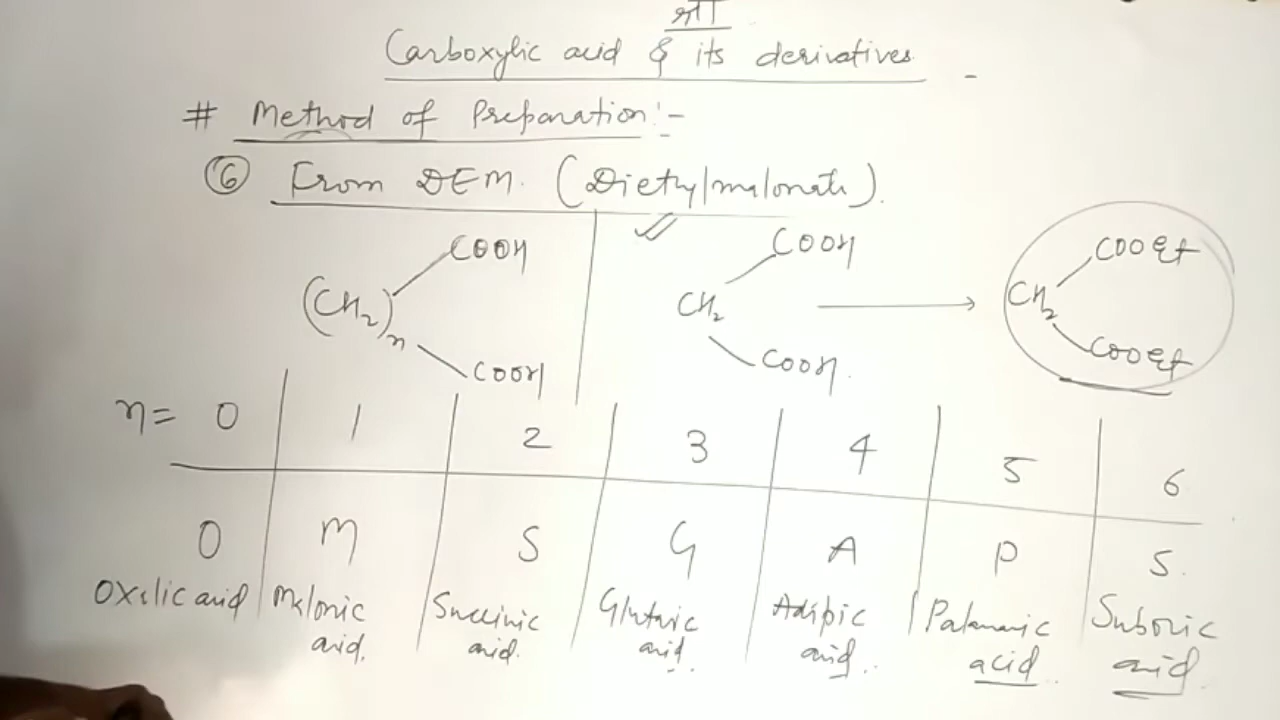 श्री
Carboxylic acid & its derivatives
# Method of Preparation :-
⑥ From DEM. (Diethylmalonate).
COOH COOH COOEt
(CH₂)n CH₂ → CH₂
COOH COOH COOEt
n= 0 1 2 3 4 5 6
O M S G A P S.
Oxalic acid Malonic acid. Succinic acid. Glutaric acid. Adipic acid. acid Suboric acid.